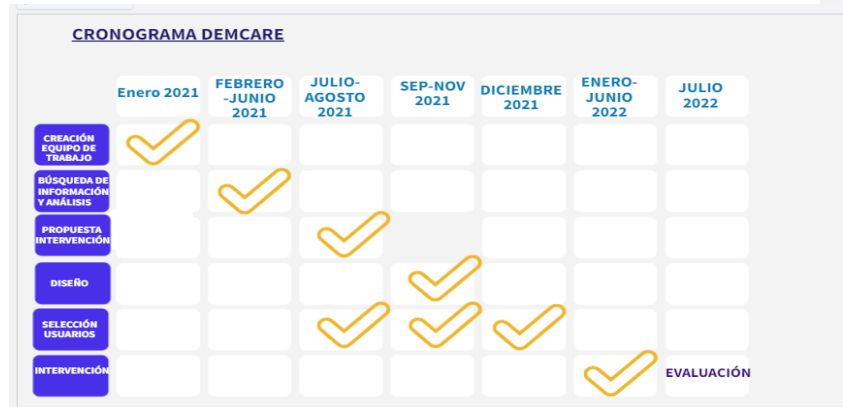 CRONOGRAMA DEMCARE
Enero 2021
FEBRERO
-JUNIO
2021
JULIO-
AGOSTO
2021
SEP-NOV
2021
DICIEMBRE
2021
ENERO-
JUNIO
2022
JULIO
2022
CREACIÓN
EQUIPO DE
TRABAJO
BÚSQUEDA DE
INFORMACIÓN
Y ANÁLISIS
PROPUESTA
INTERVENCIÓN
DISEÑO
SELECCIÓN
USUARIOS
INTERVENCIÓN
EVALUACIÓN